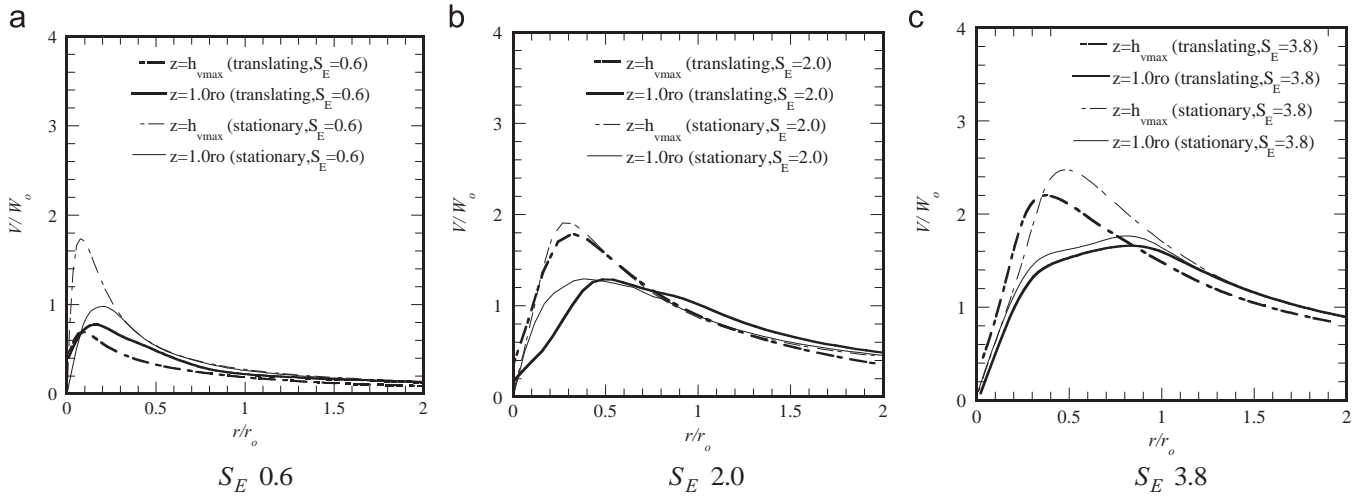 a
4
3
2
1
0
V/W_o
z=h_vmax (translating,S_E=0.6)
z=1.0ro (translating,S_E=0.6)
z=h_vmax (stationary,S_E=0.6)
z=1.0ro (stationary,S_E=0.6)
0 0.5 1 1.5 2
r/r_o
S_E 0.6
b
4
3
2
1
0
V/W_o
z=h_vmax (translating,S_E=2.0)
z=1.0ro (translating,S_E=2.0)
z=h_vmax (stationary,S_E=2.0)
z=1.0ro (stationary,S_E=2.0)
0 0.5 1 1.5 2
r/r_o
S_E 2.0
c
4
3
2
1
0
V/W_o
z=h_vmax (translating,S_E=3.8)
z=1.0ro (translating,S_E=3.8)
z=h_vmax (stationary,S_E=3.8)
z=1.0ro (stationary,S_E=3.8)
0 0.5 1 1.5 2
r/r_o
S_E 3.8